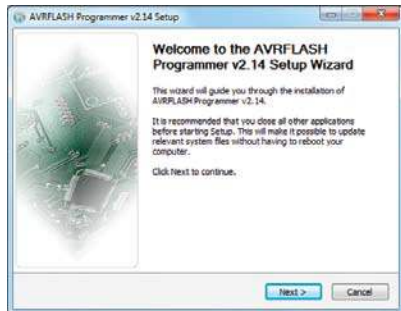 AVRFLASH Programmer v2.14 Setup
Welcome to the AVRFLASH
Programmer v2.14 Setup Wizard
This wizard will guide you through the installation of
AVRFLASH Programmer v2.14.
It is recommended that you close all other applications
before starting Setup. This will make it possible to update
relevant system files without having to reboot your
computer.
Click Next to continue.
Next > Cancel